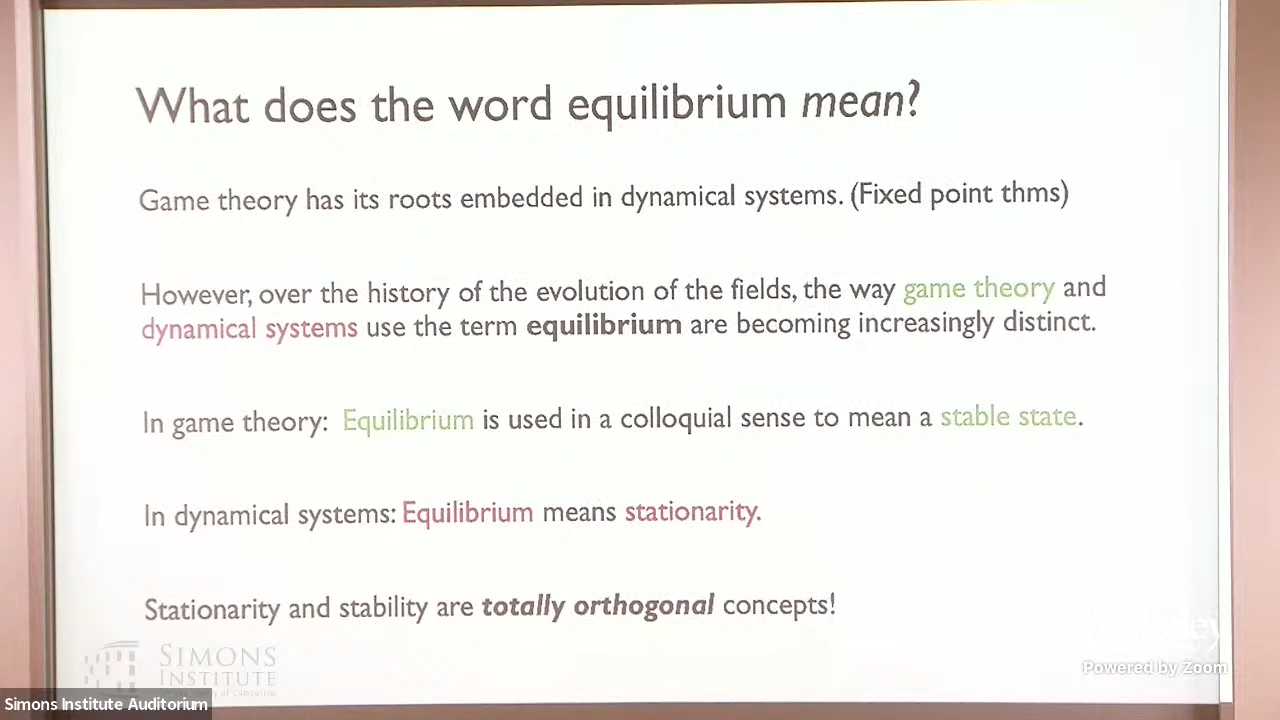 What does the word equilibrium mean?
Game theory has its roots embedded in dynamical systems. (Fixed point thms)
However, over the history of the evolution of the fields, the way game theory and
dynamical systems use the term equilibrium are becoming increasingly distinct.
In game theory: Equilibrium is used in a colloquial sense to mean a stable state.
In dynamical systems: Equilibrium means stationarity.
Stationarity and stability are totally orthogonal concepts!
SIMONS
INSTITUTE
Berkeley
Powered by Zoom
Simons Institute Auditorium